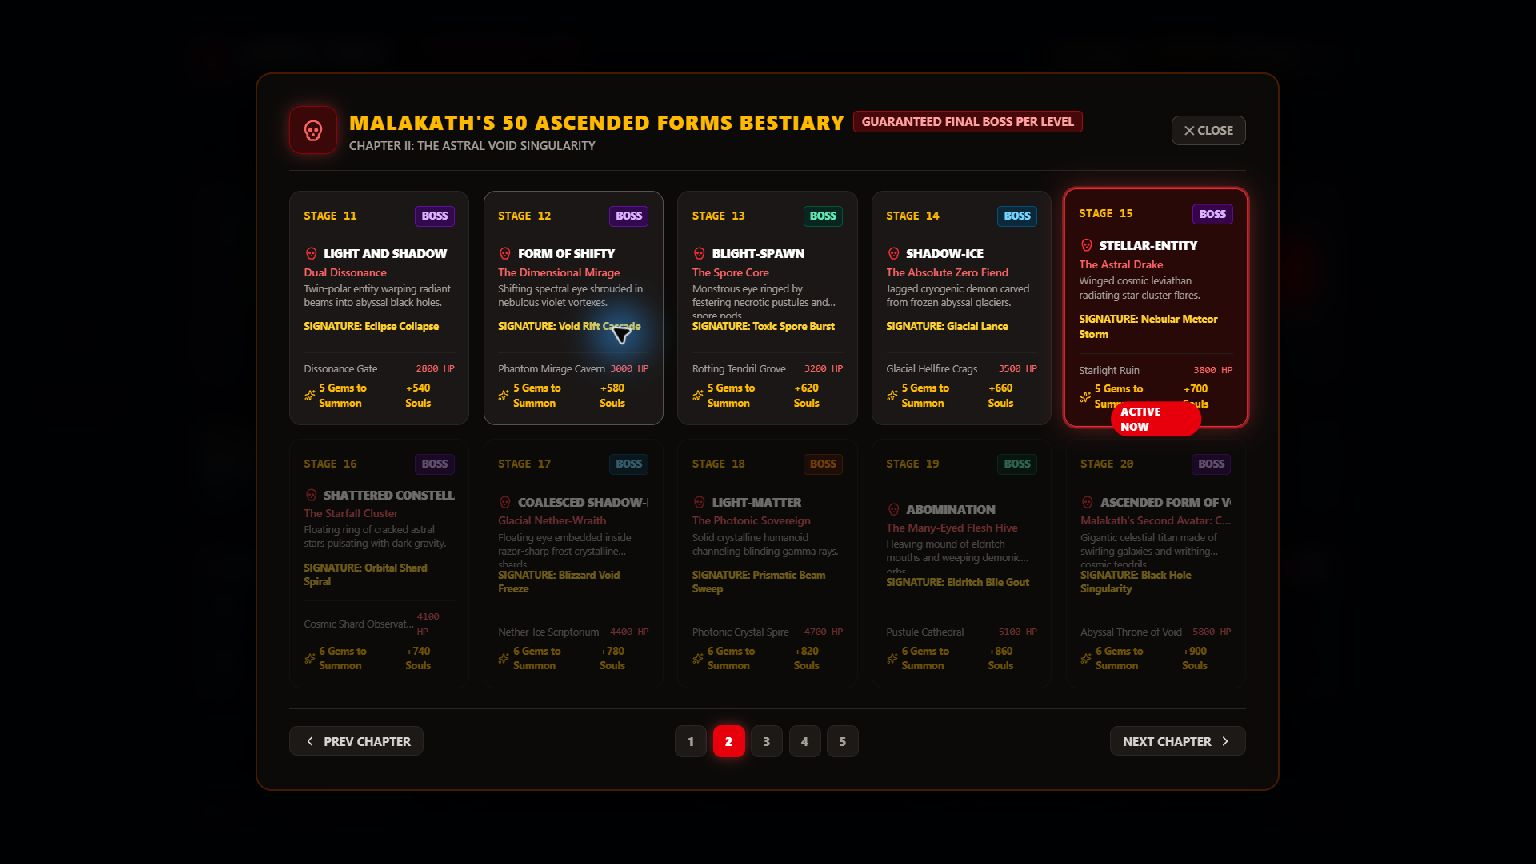 MALAKATH'S 50 ASCENDED FORMS BESTIARY
GUARANTEED FINAL BOSS PER LEVEL
CHAPTER II: THE ASTRAL VOID SINGULARITY
CLOSE
STAGE 11
BOSS
LIGHT AND SHADOW
Dual Dissonance
Twin-polar entity warping radiant
beams into abyssal black holes.
SIGNATURE: Eclipse Collapse
Dissonance Gate
2800 HP
5 Gems to
Summon
+540
Souls
STAGE 12
BOSS
FORM OF SHIFTY
The Dimensional Mirage
Shifting spectral eye shrouded in
nebulous violet vortexes.
SIGNATURE: Void Rift Cascade
Phantom Mirage Cavern
3000 HP
5 Gems to
Summon
+580
Souls
STAGE 13
BOSS
BLIGHT-SPAWN
The Spore Core
Monstrous eye ringed by
festering necrotic pustules and...
spore pods
SIGNATURE: Toxic Spore Burst
Rotting Tendril Grove
3200 HP
5 Gems to
Summon
+620
Souls
STAGE 14
BOSS
SHADOW-ICE
The Absolute Zero Fiend
Jagged cryogenic demon carved
from frozen abyssal glaciers.
SIGNATURE: Glacial Lance
Glacial Hellfire Crags
3500 HP
5 Gems to
Summon
+660
Souls
STAGE 15
BOSS
STELLAR-ENTITY
The Astral Drake
Winged cosmic leviathan
radiating star cluster flares.
SIGNATURE: Nebular Meteor
Storm
Starlight Ruin
3800 HP
5 Gems to
+700
ACTIVE
NOW
STAGE 16
BOSS
SHATTERED CONSTELL
The Starfall Cluster
Floating ring of cracked astral
stars pulsating with dark gravity.
SIGNATURE: Orbital Shard
Spiral
Cosmic Shard Observat...
4100
HP
6 Gems to
Summon
+740
Souls
STAGE 17
BOSS
COALESCED SHADOW-
Glacial Nether-Wraith
Floating eye embedded inside
razor-sharp frost crystalline...
shards
SIGNATURE: Blizzard Void
Freeze
Nether Ice Scriptorium
4400 HP
6 Gems to
Summon
+780
Souls
STAGE 18
BOSS
LIGHT-MATTER
The Photonic Sovereign
Solid crystalline humanoid
channeling blinding gamma rays.
SIGNATURE: Prismatic Beam
Sweep
Photonic Crystal Spire
4700 HP
6 Gems to
Summon
+820
Souls
STAGE 19
BOSS
ABOMINATION
The Many-Eyed Flesh Hive
Heaving mound of eldritch
mouths and weeping demonic...
SIGNATURE: Eldritch Bile Gout
Pustule Cathedral
5100 HP
6 Gems to
Summon
+860
Souls
STAGE 20
BOSS
ASCENDED FORM OF
Malakath's Second Avatar: C...
Gigantic celestial titan made of
swirling galaxies and writhing...
cosmic tendrils
SIGNATURE: Black Hole
Singularity
Abyssal Throne of Void
5800 HP
6 Gems to
Summon
+900
Souls
PREV CHAPTER
1
2
3
4
5
NEXT CHAPTER